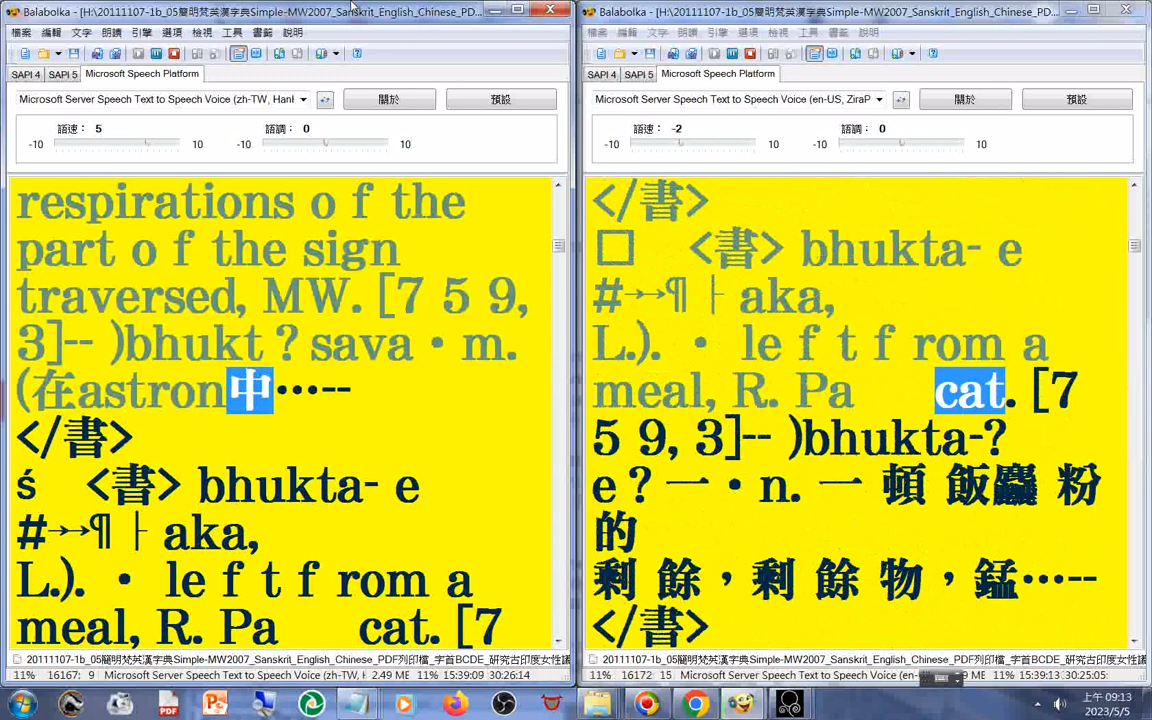 Balabolka - [H:\20111107-1b_05簡明梵英漢字典Simple-MW2007_Sanskrit_English_Chinese_PD...
檔案 編輯 文字 朗讀 引擎 選項 檢視 工具 書籤 說明
SAPI 4 SAPI 5 Microsoft Speech Platform
Microsoft Server Speech Text to Speech Voice (zh-TW, HanH 關於 預設
語速： 5 語調： 0
-10 10 -10 10
respirations o f the
part o f the sign
traversed, MW. [7 5 9,
3]-- )bhukt？sava‧m.
(在astron中…--
</書>
ś <書> bhukta- e
#→→¶├ aka,
L.). ‧ le f t f rom a
meal, R. Pa cat. [7
20111107-1b_05簡明梵英漢字典Simple-MW2007_Sanskrit_English_Chinese_PDF列印檔_字首BCDE_研究古印度女性議
11% 16167: 9 Microsoft Server Speech Text to Speech Voice (zh-TW, H 2.49 MB 11% 15:39:09 30:26:14
Balabolka - [H:\20111107-1b_05簡明梵英漢字典Simple-MW2007_Sanskrit_English_Chinese_PD...
檔案 編輯 文字 朗讀 引擎 選項 檢視 工具 書籤 說明
SAPI 4 SAPI 5 Microsoft Speech Platform
Microsoft Server Speech Text to Speech Voice (en-US, ZiraP 關於 預設
語速： -2 語調： 0
-10 10 -10 10
</書>
□ <書> bhukta- e
#→→¶├ aka,
L.). ‧ le f t f rom a
meal, R. Pa cat. [7
5 9, 3]-- )bhukta-?
e？一‧n. 一 頓 飯麤 粉
的
剩 餘，剩 餘 物，錳…--
</書>
20111107-1b_05簡明梵英漢字典Simple-MW2007_Sanskrit_English_Chinese_PDF列印檔_字首BCDE_研究古印度女性議
11% 16172 15 Microsoft Server Speech Text to Speech Voice 11% 15:39:13 30:25:05
上午 09:13
2023/5/5